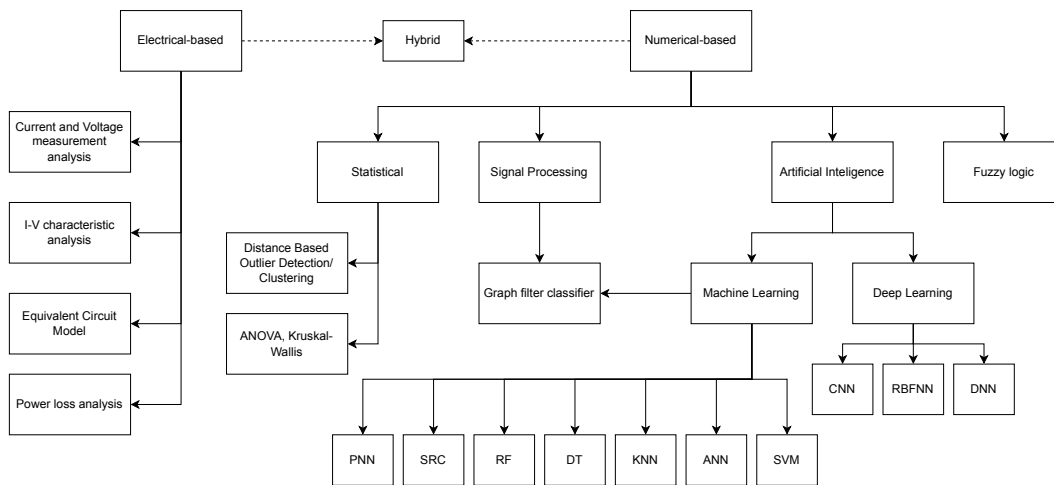 Electrical-based
Hybrid
Numerical-based
Current and Voltage
measurement
analysis
Statistical
Signal Processing
Artificial Inteligence
Fuzzy logic
I-V characteristic
analysis
Distance Based
Outlier Detection/
Clustering
Graph filter classifier
Machine Learning
Deep Learning
Equivalent Circuit
Model
ANOVA, Kruskal-
Wallis
Power loss analysis
CNN
RBFNN
DNN
PNN
SRC
RF
DT
KNN
ANN
SVM